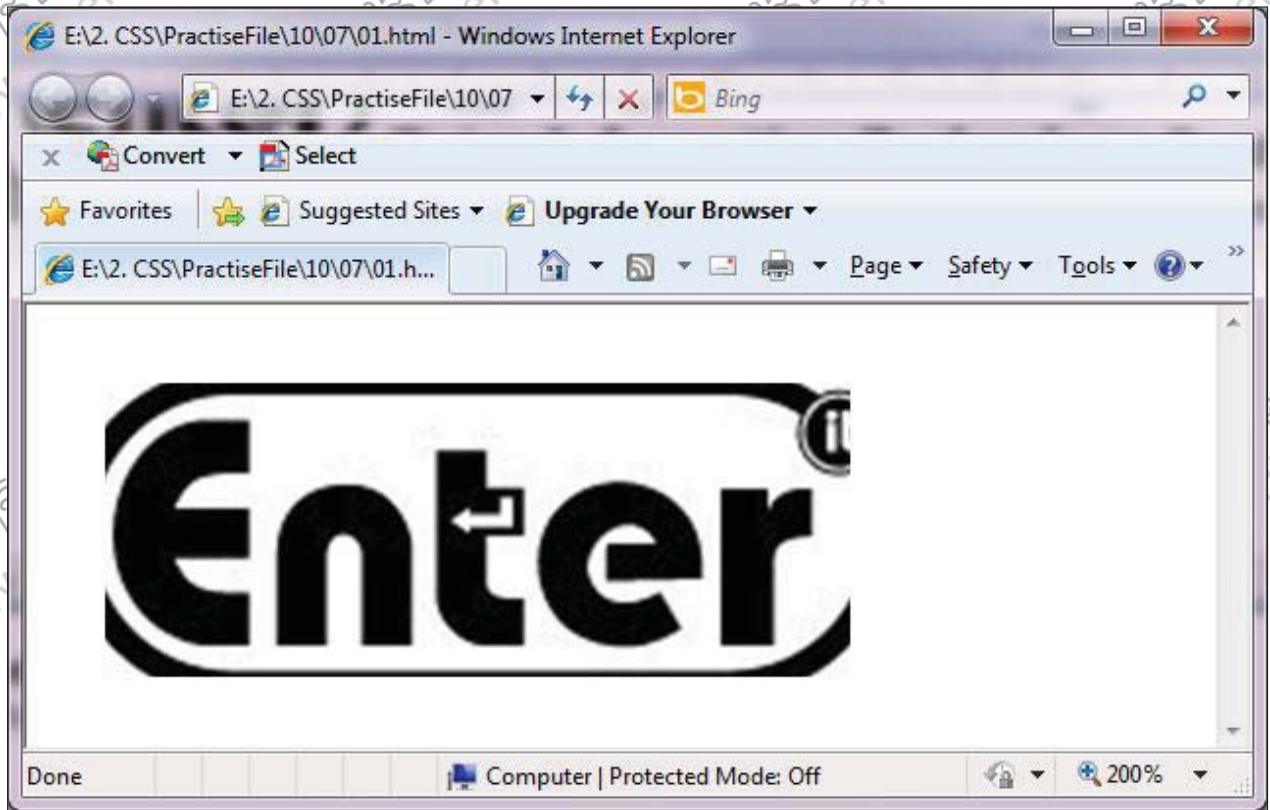 E:\2. CSS\PractiseFile\10\07\01.html - Windows Internet Explorer
E:\2. CSS\PractiseFile\10\07 Bing
x Convert Select
Favorites Suggested Sites Upgrade Your Browser
E:\2. CSS\PractiseFile\10\07\01.h... Page Safety Tools
Enter
Done Computer | Protected Mode: Off 200%